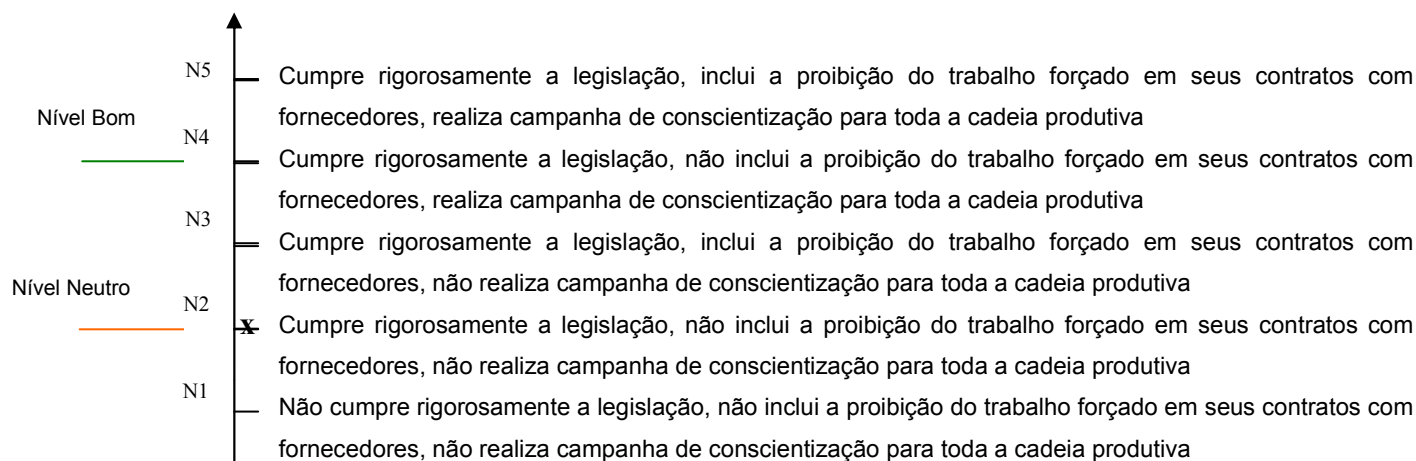 N5
Cumpre rigorosamente a legislação, inclui a proibição do trabalho forçado em seus contratos com
fornecedores, realiza campanha de conscientização para toda a cadeia produtiva
Nível Bom
N4
Cumpre rigorosamente a legislação, não inclui a proibição do trabalho forçado em seus contratos com
fornecedores, realiza campanha de conscientização para toda a cadeia produtiva
N3
Cumpre rigorosamente a legislação, inclui a proibição do trabalho forçado em seus contratos com
fornecedores, não realiza campanha de conscientização para toda a cadeia produtiva
Nível Neutro
N2
X
Cumpre rigorosamente a legislação, não inclui a proibição do trabalho forçado em seus contratos com
fornecedores, não realiza campanha de conscientização para toda a cadeia produtiva
N1
Não cumpre rigorosamente a legislação, não inclui a proibição do trabalho forçado em seus contratos com
fornecedores, não realiza campanha de conscientização para toda a cadeia produtiva